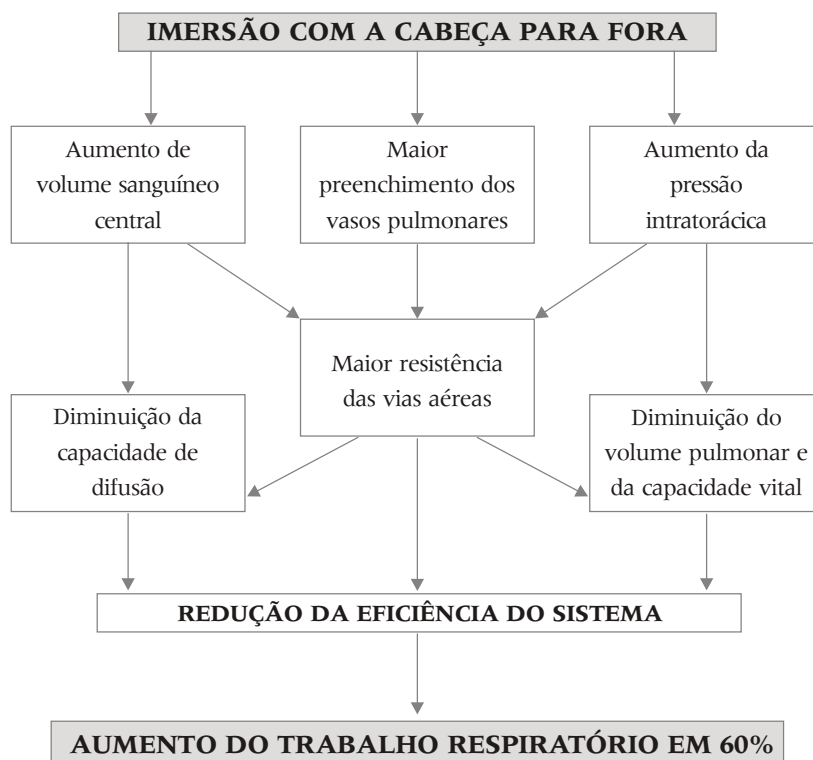 IMERSÃO COM A CABEÇA PARA FORA
Aumento de
volume sanguíneo
central
Maior
preenchimento dos
vasos pulmonares
Aumento da
pressão
intratorácica
Maior resistência
das vias aéreas
Diminuição da
capacidade de
difusão
Diminuição do
volume pulmonar e
da capacidade vital
REDUÇÃO DA EFICIÊNCIA DO SISTEMA
AUMENTO DO TRABALHO RESPIRATÓRIO EM 60%